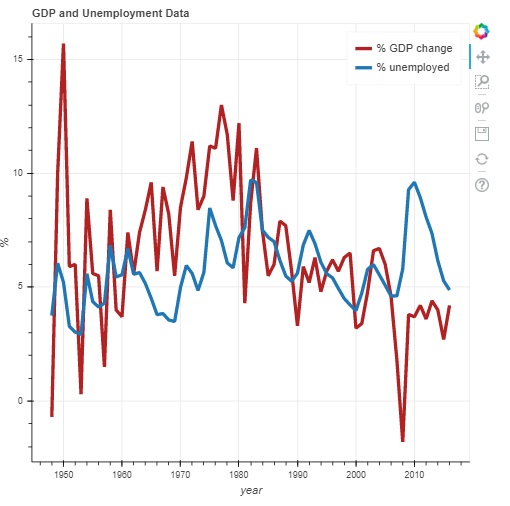 GDP and Unemployment Data
% GDP change
% unemployed
15
10
5
0
%
1950 1960 1970 1980 1990 2000 2010
year